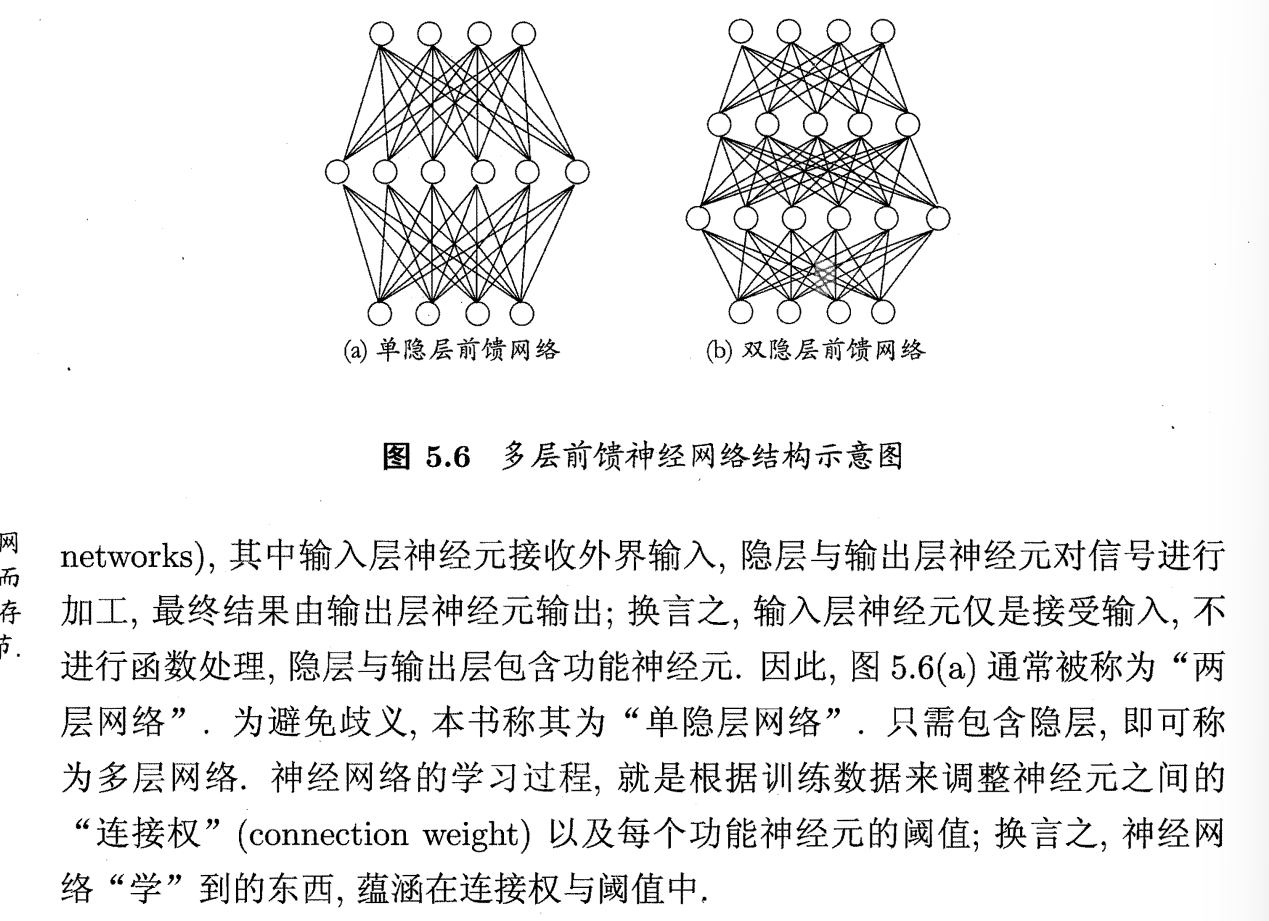 (a) 单隐层前馈网络
(b) 双隐层前馈网络
图 5.6 多层前馈神经网络结构示意图
网
而
存
节.
networks), 其中输入层神经元接收外界输入, 隐层与输出层神经元对信号进行
加工, 最终结果由输出层神经元输出; 换言之, 输入层神经元仅是接受输入, 不
进行函数处理, 隐层与输出层包含功能神经元. 因此, 图 5.6(a) 通常被称为“两
层网络”. 为避免歧义, 本书称其为“单隐层网络”. 只需包含隐层, 即可称
为多层网络. 神经网络的学习过程, 就是根据训练数据来调整神经元之间的
“连接权”(connection weight) 以及每个功能神经元的阈值; 换言之, 神经网
络“学”到的东西, 蕴涵在连接权与阈值中.